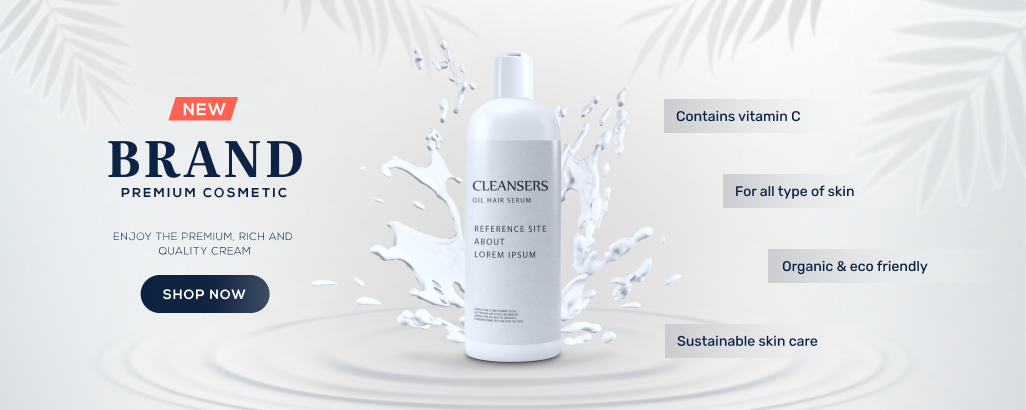 NEW
BRAND
PREMIUM COSMETIC
ENJOY THE PREMIUM, RICH AND
QUALITY CREAM
SHOP NOW
CLEANSERS
OIL HAIR SERUM
REFERENCE SITE
ABOUT
LOREM IPSUM
Contains vitamin C
For all type of skin
Organic & eco friendly
Sustainable skin care